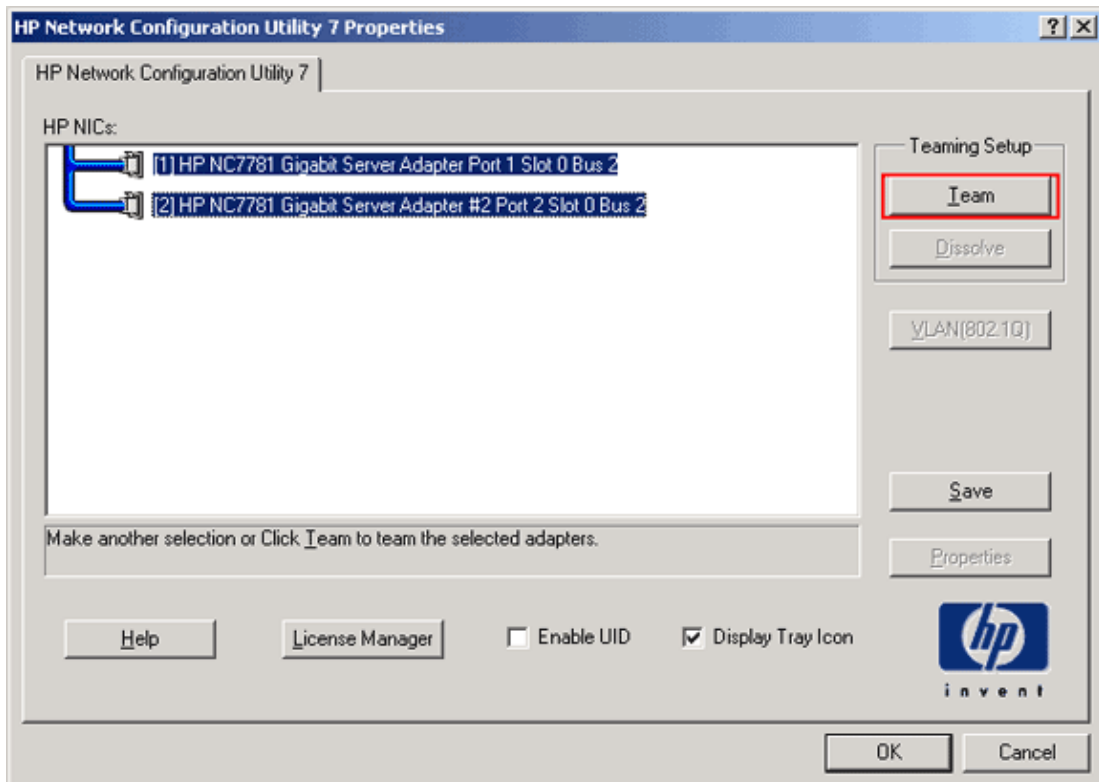 HP Network Configuration Utility 7 Properties
HP Network Configuration Utility 7
HP NICs:
[1] HP NC7781 Gigabit Server Adapter Port 1 Slot 0 Bus 2
[2] HP NC7781 Gigabit Server Adapter #2 Port 2 Slot 0 Bus 2
Teaming Setup
Team
Dissolve
VLAN(802.1Q)
Save
Make another selection or Click Team to team the selected adapters.
Properties
Help
License Manager
Enable UID
Display Tray Icon
hp
invent
OK
Cancel